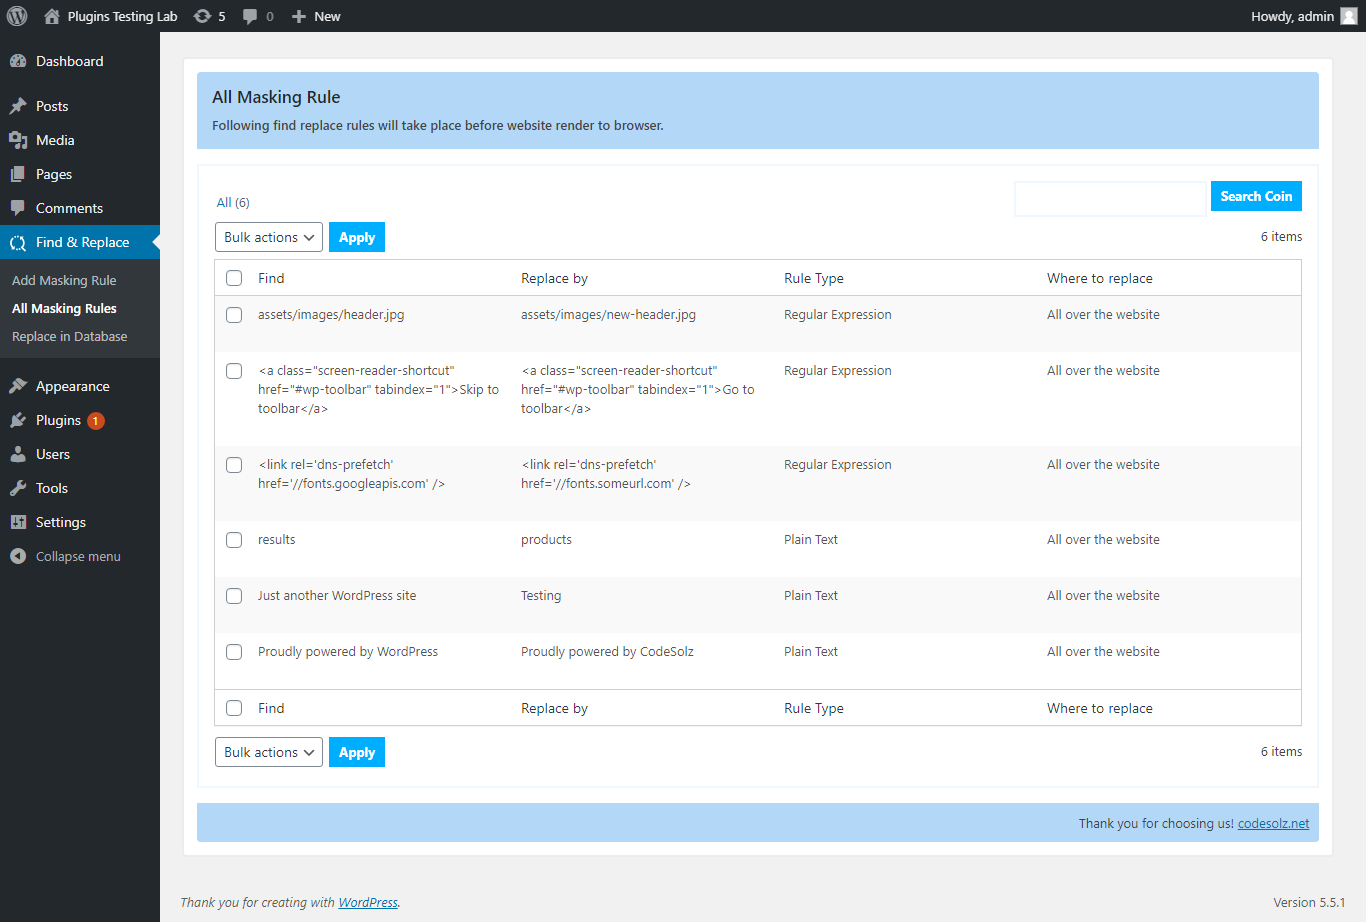 Plugins Testing Lab 5 0 New Howdy, admin
Dashboard
Posts
Media
Pages
Comments
Find & Replace
Add Masking Rule
All Masking Rules
Replace in Database
Appearance
Plugins 1
Users
Tools
Settings
Collapse menu
All Masking Rule
Following find replace rules will take place before website render to browser.
All (6)
Search Coin
Bulk actions Apply 6 items
Find Replace by Rule Type Where to replace
assets/images/header.jpg assets/images/new-header.jpg Regular Expression All over the website
<a class="screen-reader-shortcut" <a class="screen-reader-shortcut" Regular Expression All over the website
href="#wp-toolbar" tabindex="1">Skip to href="#wp-toolbar" tabindex="1">Go to
toolbar</a> toolbar</a>
<link rel='dns-prefetch' <link rel='dns-prefetch' Regular Expression All over the website
href='//fonts.googleapis.com' /> href='//fonts.someurl.com' />
results products Plain Text All over the website
Just another WordPress site Testing Plain Text All over the website
Proudly powered by WordPress Proudly powered by CodeSolz Plain Text All over the website
Find Replace by Rule Type Where to replace
Bulk actions Apply 6 items
Thank you for choosing us! codesolz.net
Thank you for creating with WordPress. Version 5.5.1